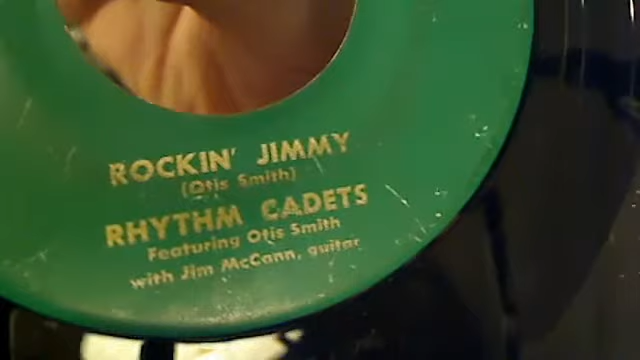 ROCKIN' JIMMY
(Otis Smith)
RHYTHM CADETS
Featuring Otis Smith
with Jim McCann, guitar